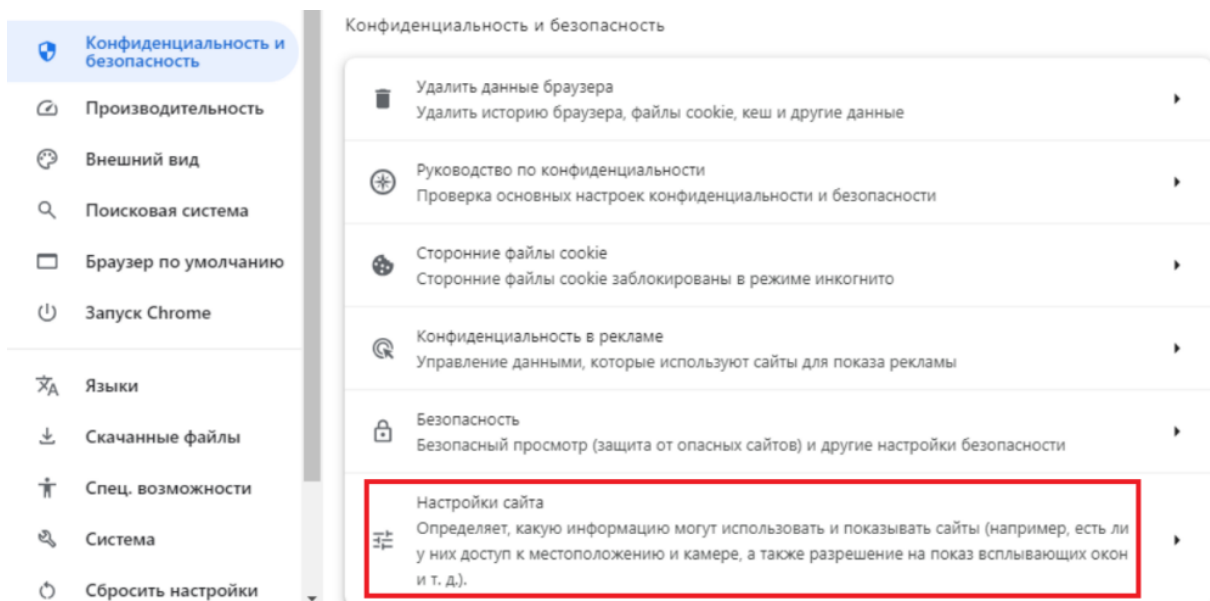 Конфиденциальность и
безопасность
Производительность
Внешний вид
Поисковая система
Браузер по умолчанию
Запуск Chrome
Языки
Скачанные файлы
Спец. возможности
Система
Сбросить настройки
Конфиденциальность и безопасность
Удалить данные браузера
Удалить историю браузера, файлы cookie, кеш и другие данные
Руководство по конфиденциальности
Проверка основных настроек конфиденциальности и безопасности
Сторонние файлы cookie
Сторонние файлы cookie заблокированы в режиме инкогнито
Конфиденциальность в рекламе
Управление данными, которые используют сайты для показа рекламы
Безопасность
Безопасный просмотр (защита от опасных сайтов) и другие настройки безопасности
Настройки сайта
Определяет, какую информацию могут использовать и показывать сайты (например, есть ли
у них доступ к местоположению и камере, а также разрешение на показ всплывающих окон
и т. д.).